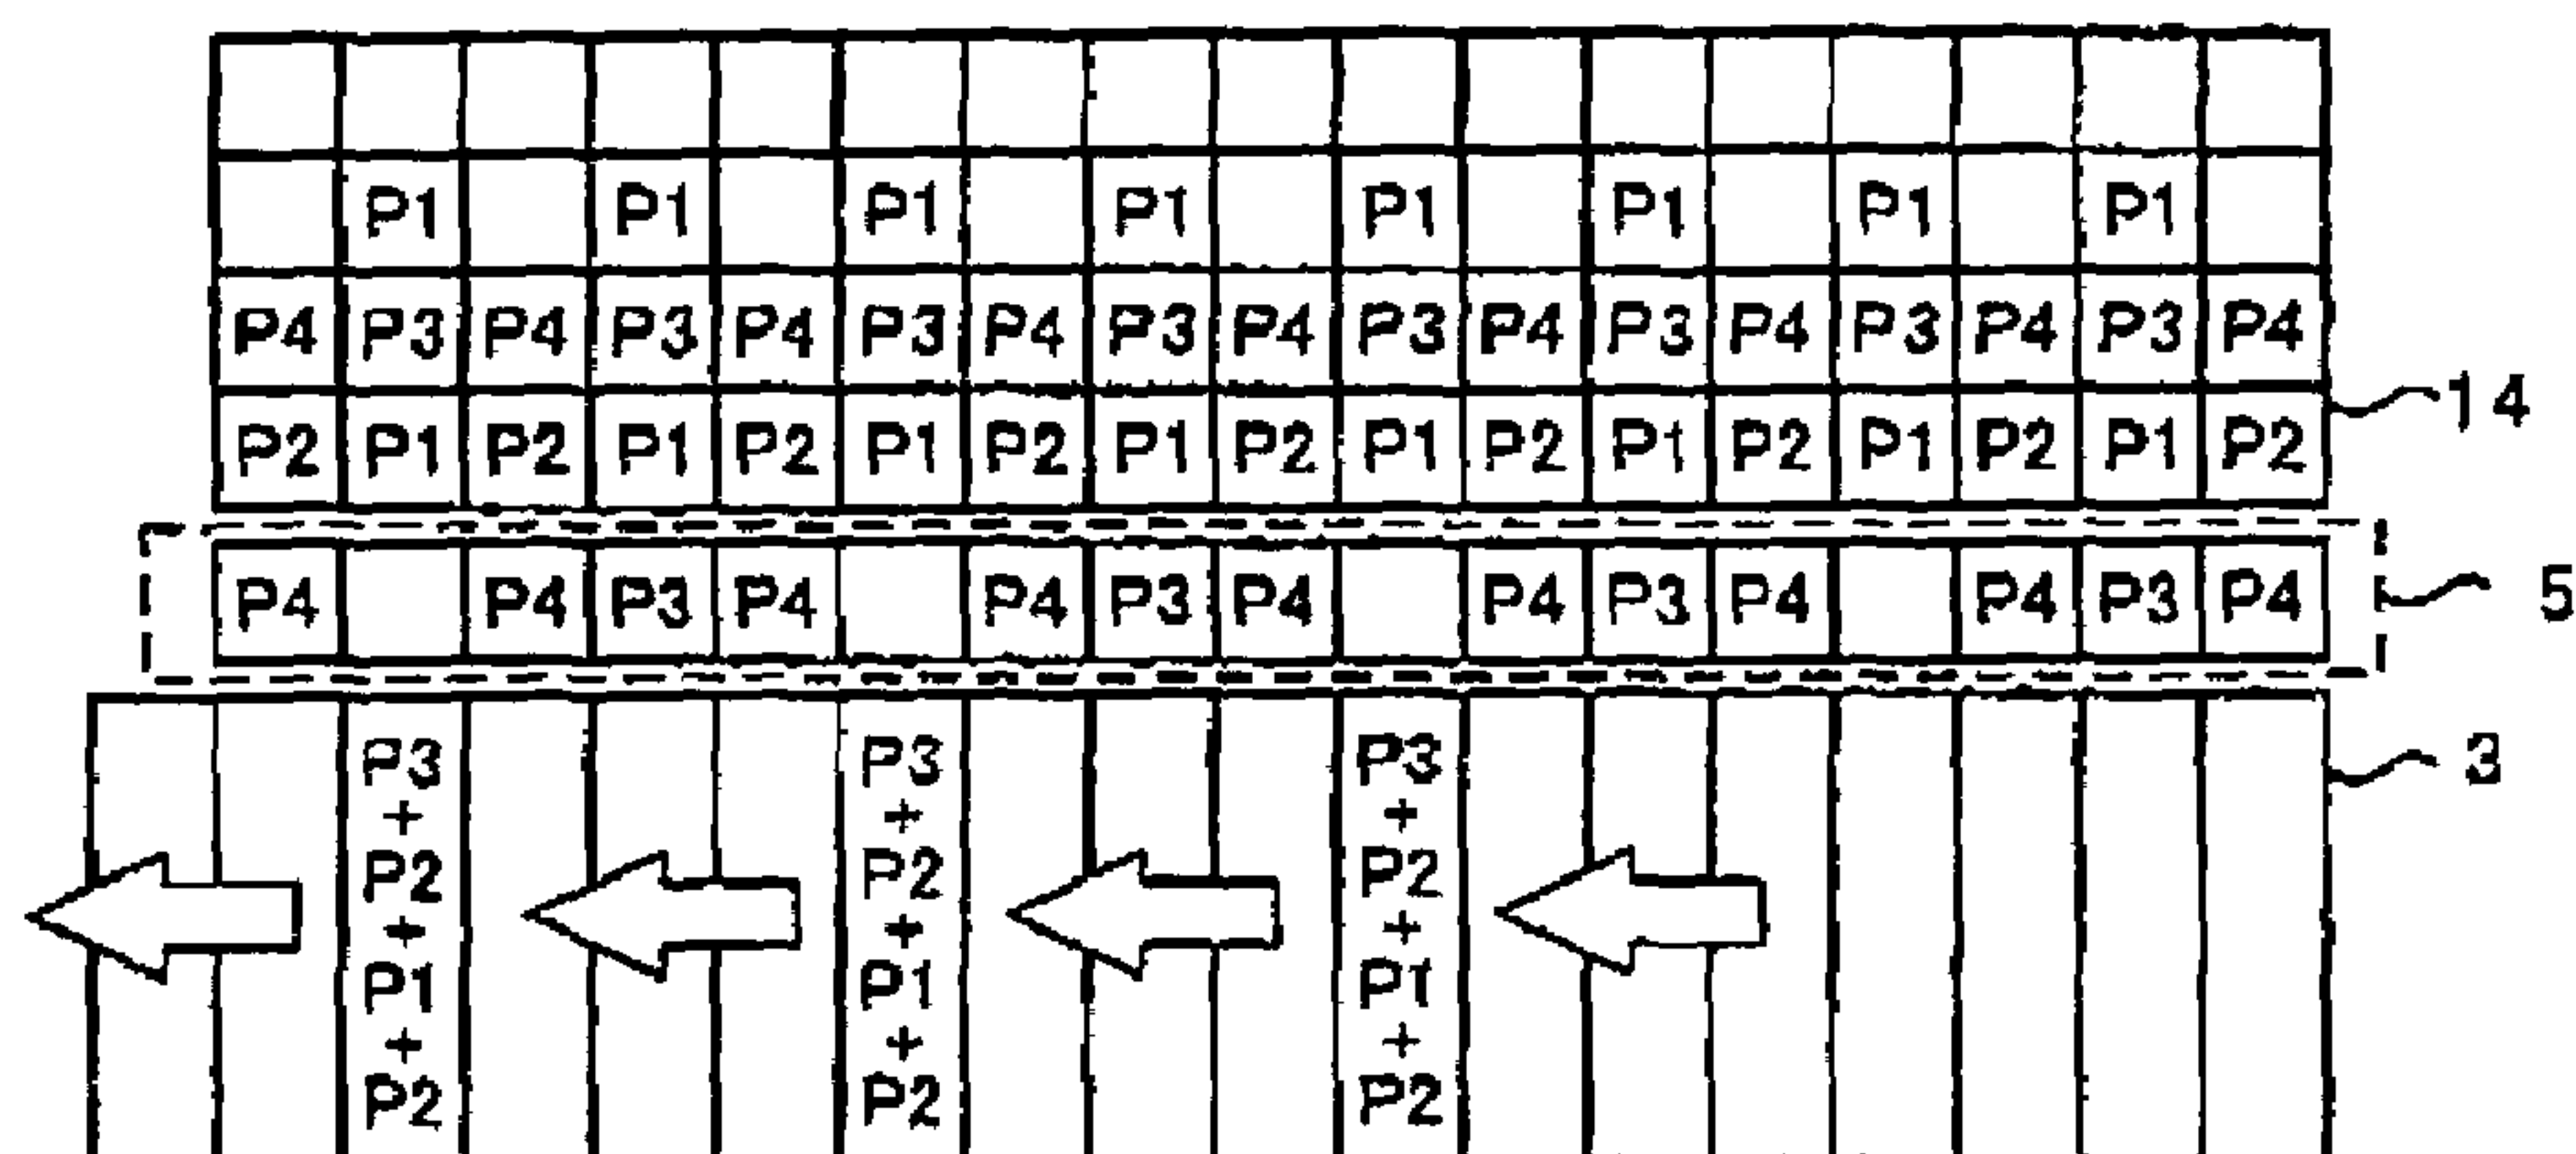 P1 P1 P1 P1 P1 P1 P1 P1
P4 P3 P4 P3 P4 P3 P4 P3 P4 P3 P4 P3 P4 P3 P4 P3 P4
14
P2 P1 P2 P1 P2 P1 P2 P1 P2 P1 P2 P1 P2 P1 P2 P1 P2
P4 P4 P3 P4 P4 P3 P4 P4 P3 P4 P4 P3 P4
5
P3 P3 P3
3
+ + +
P2 P2 P2
+ + +
P1 P1 P1
+ + +
P2 P2 P2